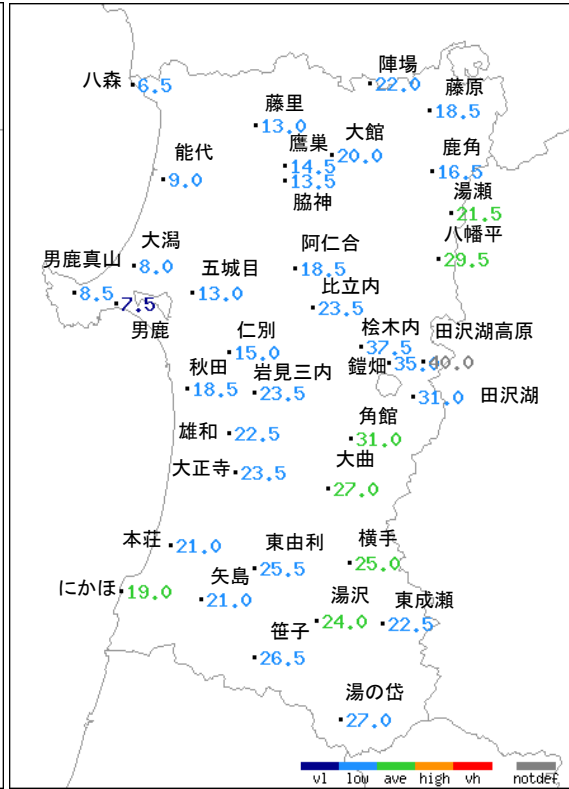 陣場
22.0
八森
6.5
藤原
18.5
藤里
13.0
大館
20.0
鷹巣
14.5
13.5
脇神
能代
9.0
鹿角
16.5
湯瀬
21.5
八幡平
29.5
大潟
8.0
阿仁合
18.5
男鹿真山
8.5
7.5
男鹿
五城目
13.0
比立内
23.5
仁別
15.0
桧木内
37.5
田沢湖高原
40.0
鎧畑
35.0
秋田
18.5
岩見三内
23.5
31.0
田沢湖
雄和
22.5
角館
31.0
大正寺
23.5
大曲
27.0
本荘
21.0
東由利
25.5
横手
25.0
にかほ
19.0
矢島
21.0
湯沢
24.0
東成瀬
22.5
笹子
26.5
湯の岱
27.0
vl low ave high vh notdef